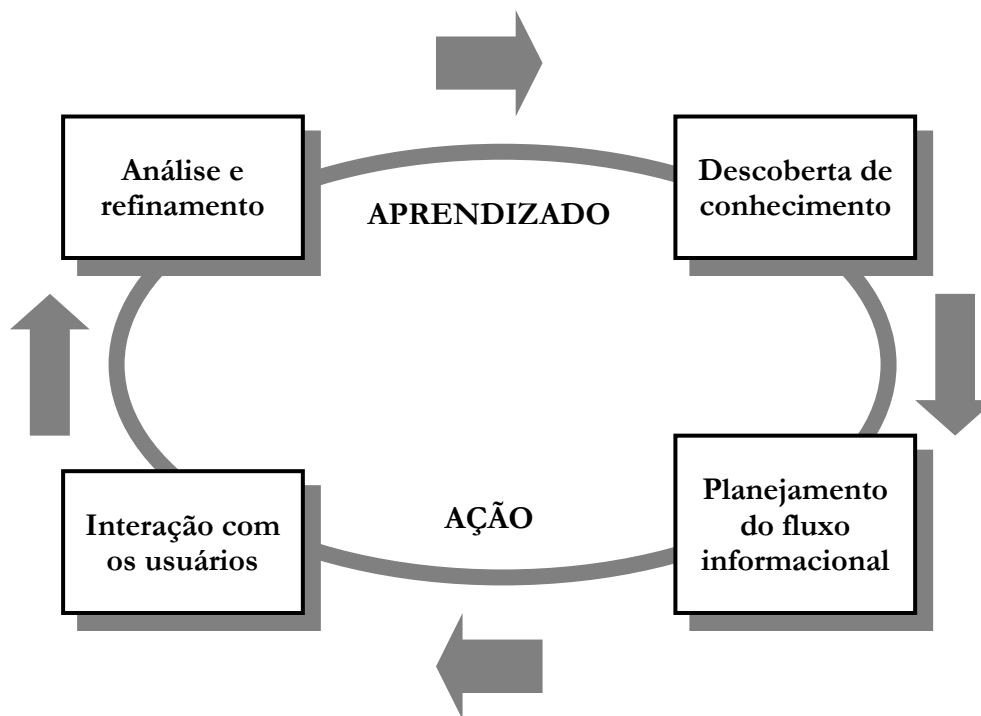 Análise e
refinamento
Descoberta de
conhecimento
APRENDIZADO
Interação com
os usuários
AÇÃO
Planejamento
do fluxo
informacional